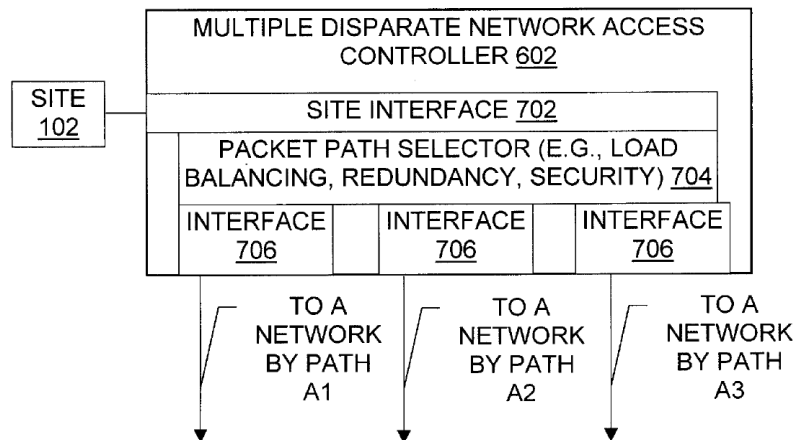 MULTIPLE DISPARATE NETWORK ACCESS
CONTROLLER 602
SITE
102
SITE INTERFACE 702
PACKET PATH SELECTOR (E.G., LOAD
BALANCING, REDUNDANCY, SECURITY) 704
INTERFACE
706
INTERFACE
706
INTERFACE
706
TO A
NETWORK
BY PATH
A1
TO A
NETWORK
BY PATH
A2
TO A
NETWORK
BY PATH
A3